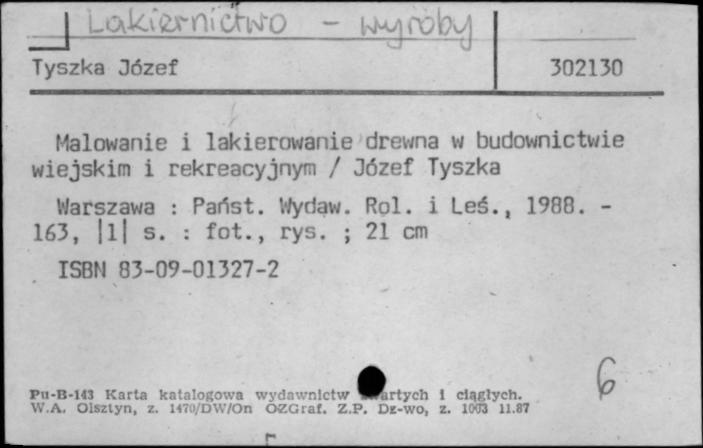 Lakiernictwo - wyroby
Tyszka Józef 302130
Malowanie i lakierowanie drewna w budownictwie
wiejskim i rekreacyjnym / Józef Tyszka
Warszawa : Państ. Wydaw. Rol. i Leś., 1988. -
163, |1| s. : fot., rys. ; 21 cm
ISBN 83-09-01327-2
6
Pu-B-143 Karta katalogowa wydawnictw artych i ciągłych.
W.A. Olsztyn, z. 1470/DW/On OZGraf. Z.P. Dz-wo, z. 1003 11.87